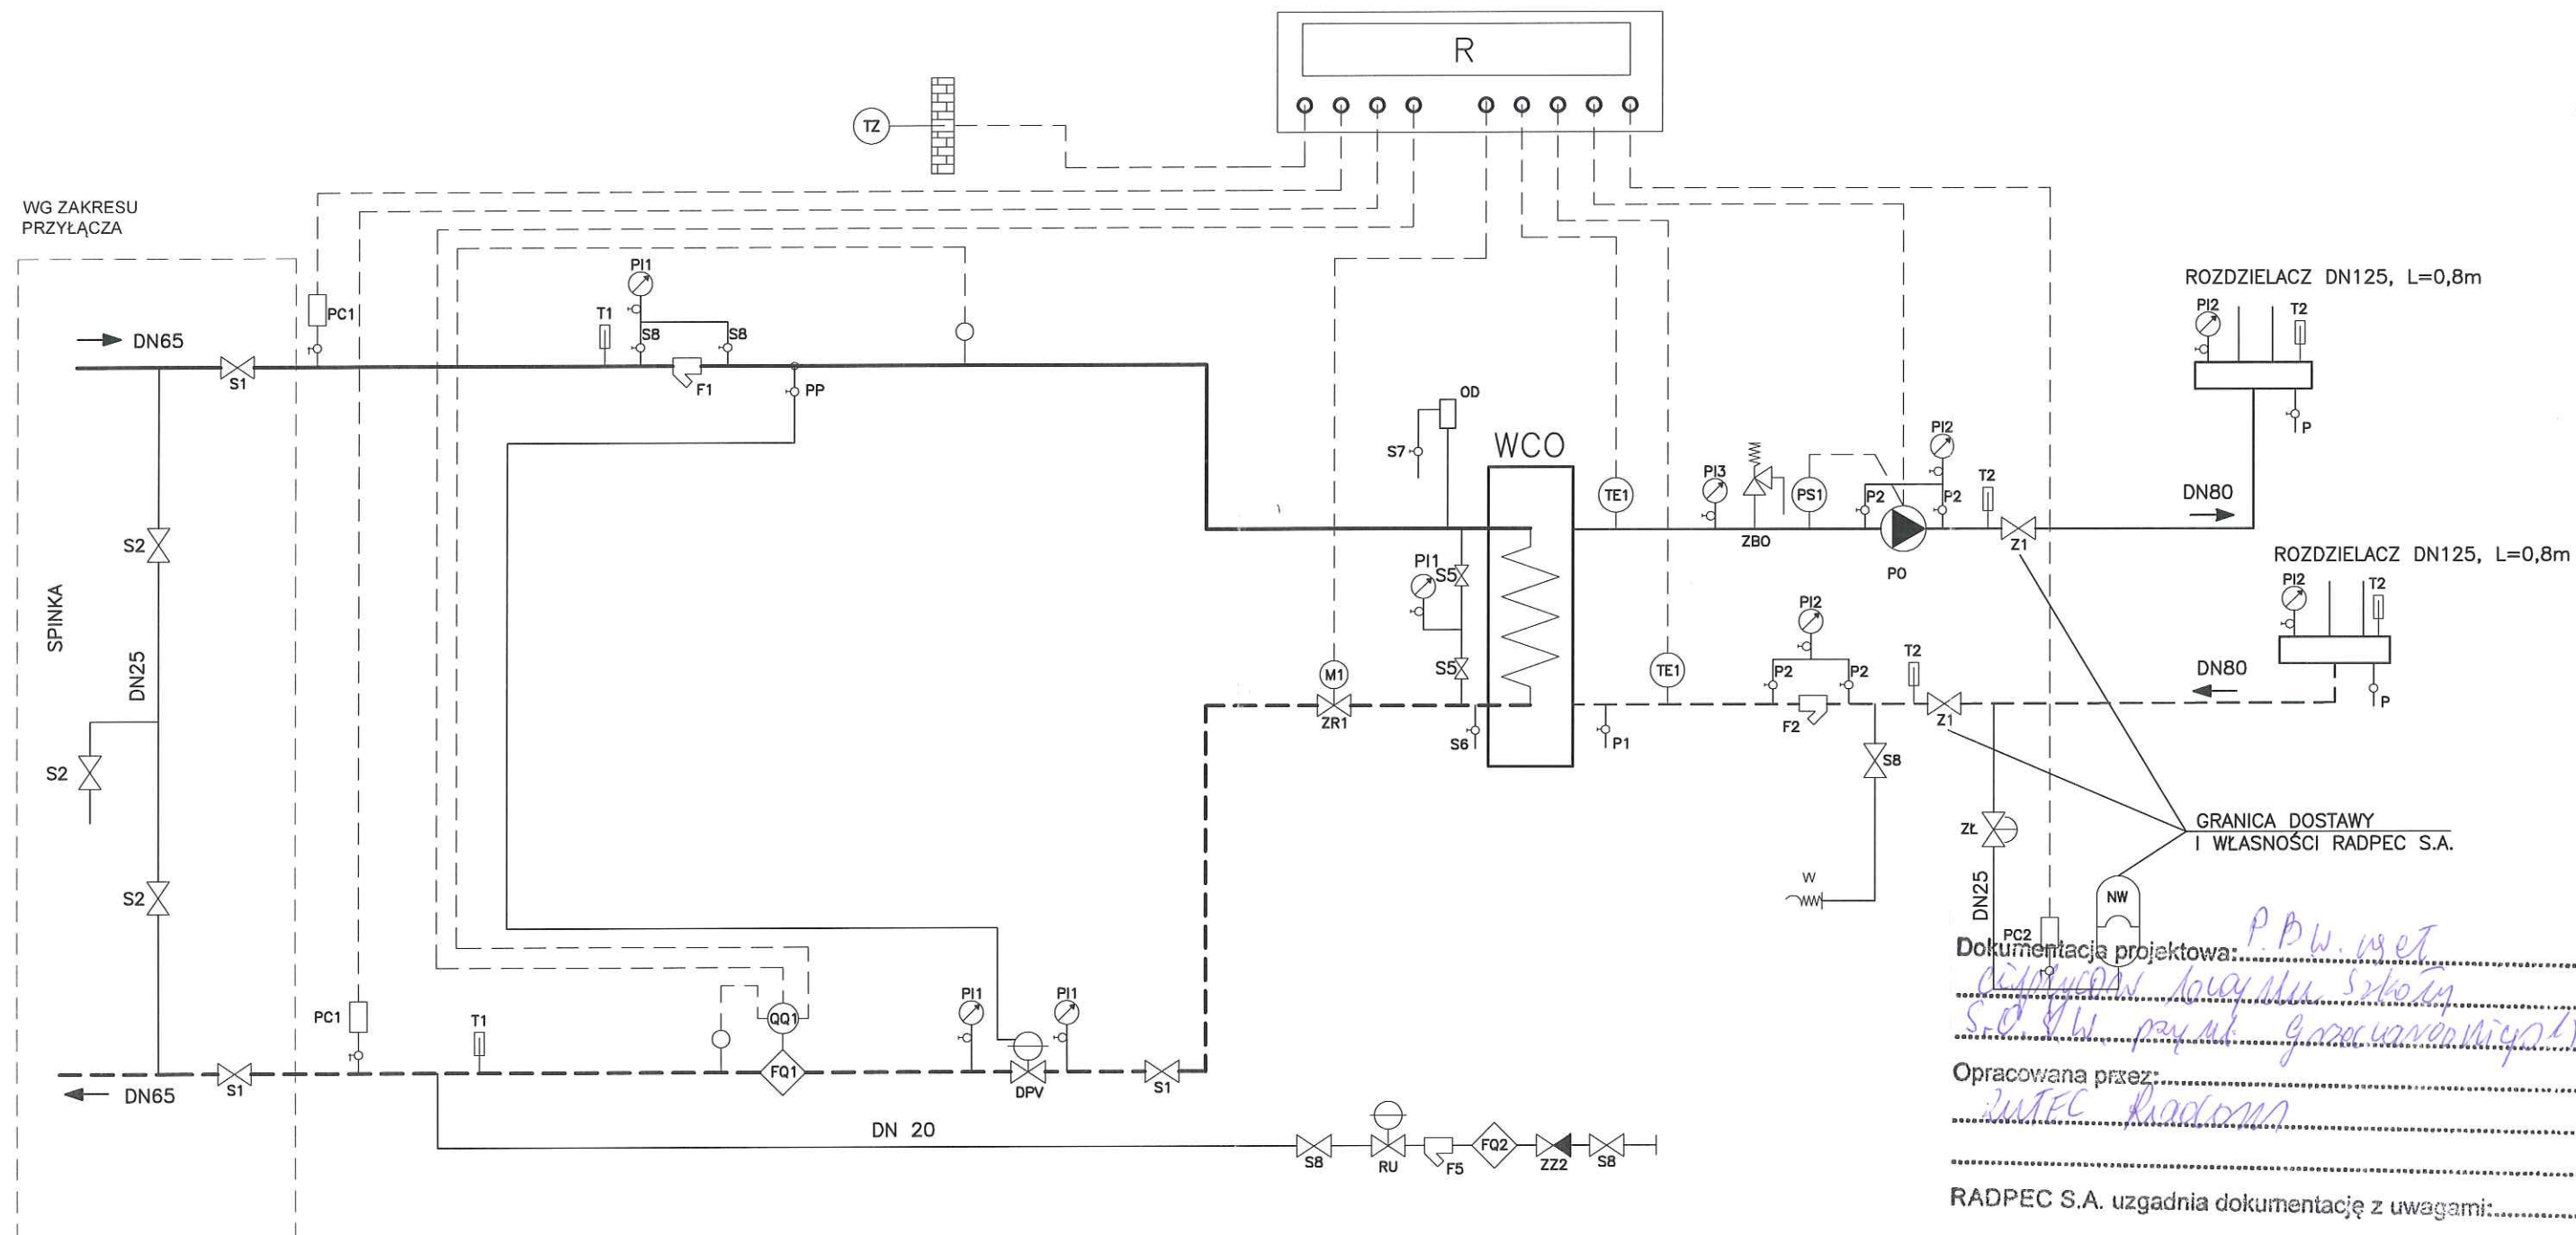 R
TZ
WG ZAKRESU
PRZYŁĄCZA
PI1
PC1
T1
S8
S8
DN65
S1
F1
PP
ROZDZIELACZ DN125, L=0,8m
PI2
T2
P
OD
S7
WCO
TE1
PI3
ZBO
PS1
P2
P2
PI2
T2
PO
Z1
DN80
S2
SPINKA
DN25
S2
S2
PI1
S5
S5
M1
ZR1
S6
P1
TE1
PI2
P2
P2
F2
T2
Z1
S8
W
ROZDZIELACZ DN125, L=0,8m
PI2
T2
DN80
P
GRANICA DOSTAWY
I WŁASNOŚCI RADPEC S.A.
ZŁ
DN25
NW
PC2
PC1
T1
QQ1
FQ1
PI1
PI1
DPV
S1
S1
DN65
DN 20
S8
RU
F5
FQ2
ZZ2
S8
Dokumentacja projektowa:
szkoły
Opracowana przez:
Radom
RADPEC S.A. uzgadnia dokumentację z uwagami: